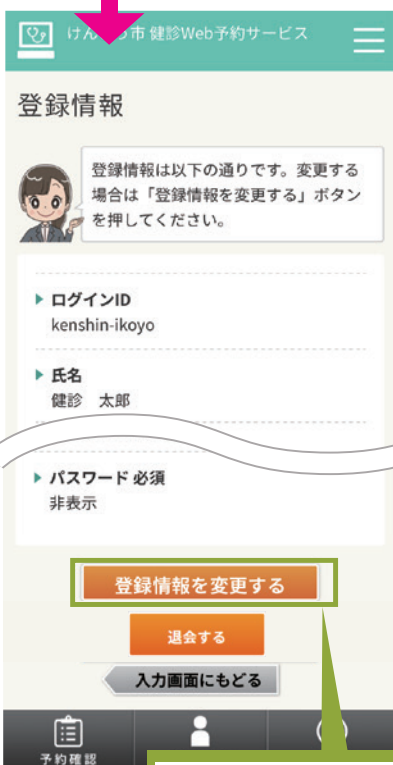 けん　　　市 健診Web予約サービス
登録情報
登録情報は以下の通りです。変更する
場合は「登録情報を変更する」ボタン
を押してください。
ログインID
kenshin-ikoyo
氏名
健診　太郎
パスワード 必須
非表示
登録情報を変更する
退会する
入力画面にもどる
予約確認